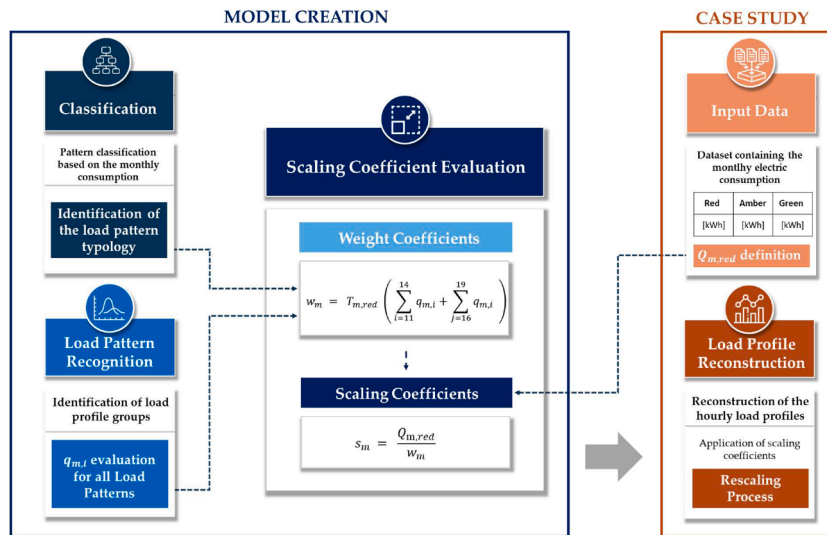 MODEL CREATION
Classification
Pattern classification
based on the monthly
consumption
Identification of
the load pattern
typology
Load Pattern
Recognition
Identification of load
profile groups
q_{m,i} evaluation
for all Load
Patterns
Scaling Coefficient Evaluation
Weight Coefficients
w_m = T_{m,red} ( \sum_{i=11}^{14} q_{m,i} + \sum_{j=16}^{19} q_{m,i} )
Scaling Coefficients
s_m = \frac{Q_{m,red}}{w_m}
CASE STUDY
Input Data
Dataset containing the
montlhy electric
consumption
Red Amber Green
[kWh] [kWh] [kWh]
Q_{m,red} definition
Load Profile
Reconstruction
Reconstruction of the
hourly load profiles
Application of scaling
coefficients
Rescaling
Process